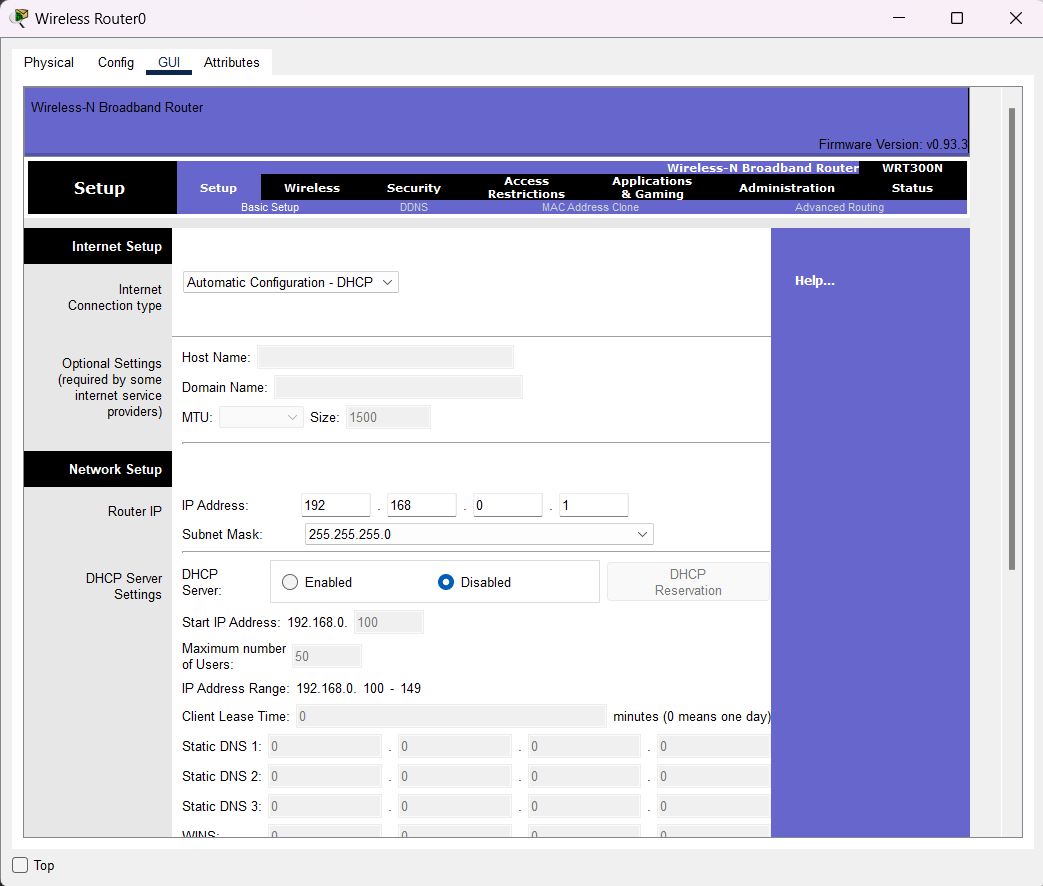 Wireless Router0
Physical Config GUI Attributes
Wireless-N Broadband Router
Firmware Version: v0.93.3
Wireless-N Broadband Router WRT300N
Setup
Setup Wireless Security Access Restrictions Applications & Gaming Administration Status
Basic Setup DDNS MAC Address Clone Advanced Routing
Internet Setup
Internet
Connection type
Automatic Configuration - DHCP
Help...
Optional Settings
(required by some
internet service
providers)
Host Name:
Domain Name:
MTU: Size: 1500
Network Setup
Router IP
IP Address: 192 . 168 . 0 . 1
Subnet Mask: 255.255.255.0
DHCP Server
Settings
DHCP
Server:
Enabled Disabled
DHCP
Reservation
Start IP Address: 192.168.0. 100
Maximum number
of Users:
50
IP Address Range: 192.168.0. 100 - 149
Client Lease Time: 0 minutes (0 means one day)
Static DNS 1: 0 . 0 . 0 . 0
Static DNS 2: 0 . 0 . 0 . 0
Static DNS 3: 0 . 0 . 0 . 0
WINS: 0 0 0 0
Top